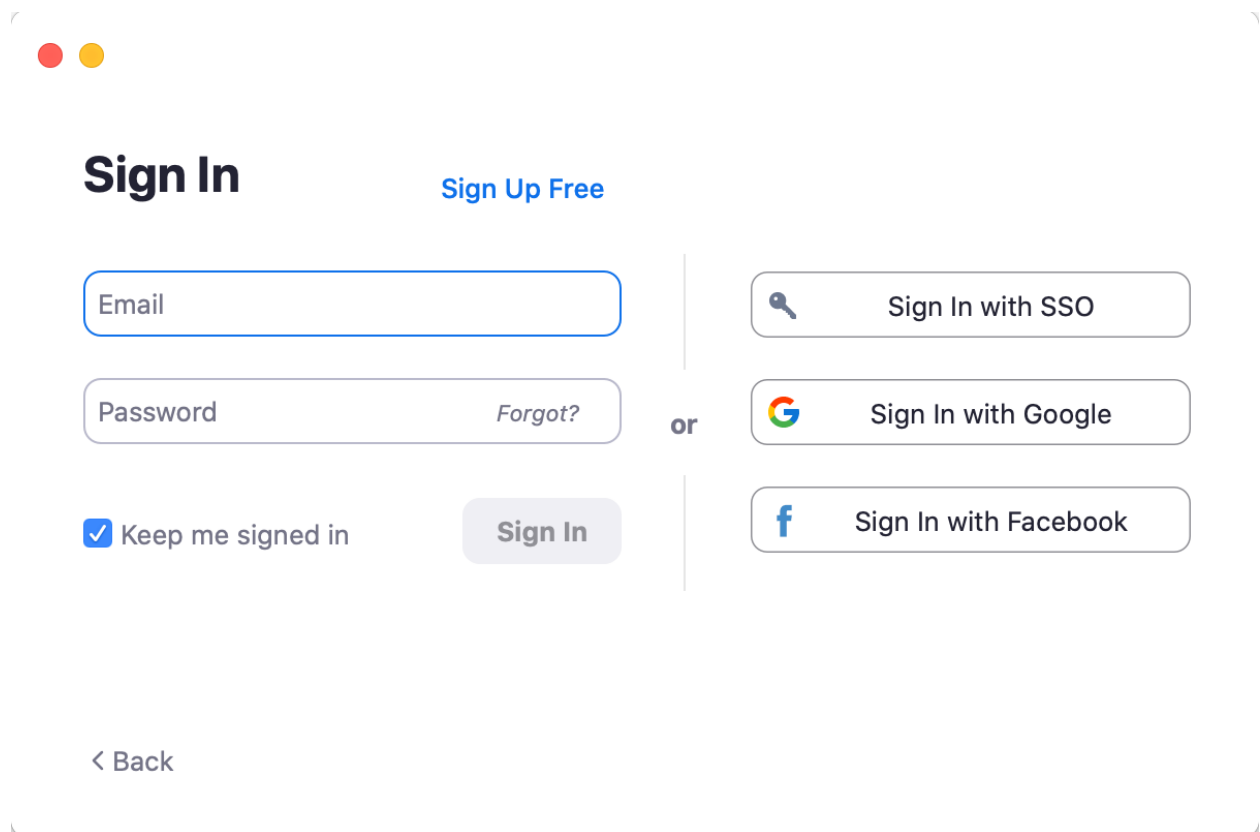 Sign In
Sign Up Free
Email
Password Forgot?
Keep me signed in
Sign In
or
Sign In with SSO
Sign In with Google
Sign In with Facebook
Back